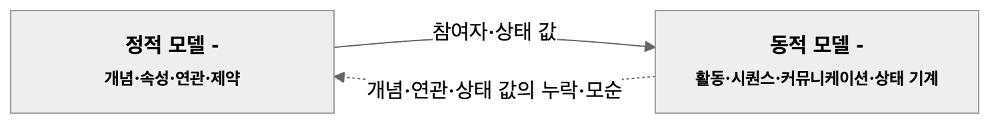 정적 모델 -
개념·속성·연관·제약
참여자·상태 값
개념·연관·상태 값의 누락·모순
동적 모델 -
활동·시퀀스·커뮤니케이션·상태 기계